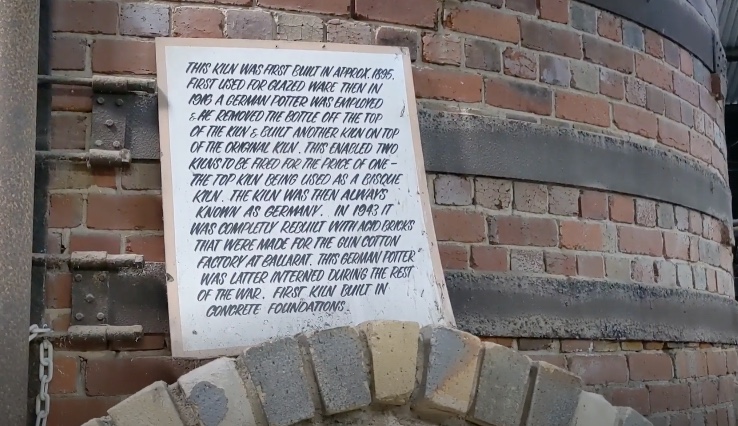 THIS KILN WAS FIRST BUILT IN APPROX. 1895.
FIRST USED FOR GLAZED WARE THEN IN
1910 A GERMAN POTTER WAS EMPLOYED
& HE REMOVED THE BOTTLE OFF THE TOP
OF THE KILN & BUILT ANOTHER KILN ON TOP
OF THE ORIGINAL KILN. THIS ENABLED TWO
KILNS TO BE FIRED FOR THE PRICE OF ONE -
THE TOP KILN BEING USED AS A BISQUE
KILN. THE KILN WAS THEN ALWAYS
KNOWN AS GERMANY. IN 1943 IT
WAS COMPLETLY REBUILT WITH ACID BRICKS
THAT WERE MADE FOR THE GUN COTTON
FACTORY AT BALLARAT. THIS GERMAN POTTER
WAS LATTER INTERNED DURING THE REST
OF THE WAR. FIRST KILN BUILT IN
CONCRETE FOUNDATIONS.